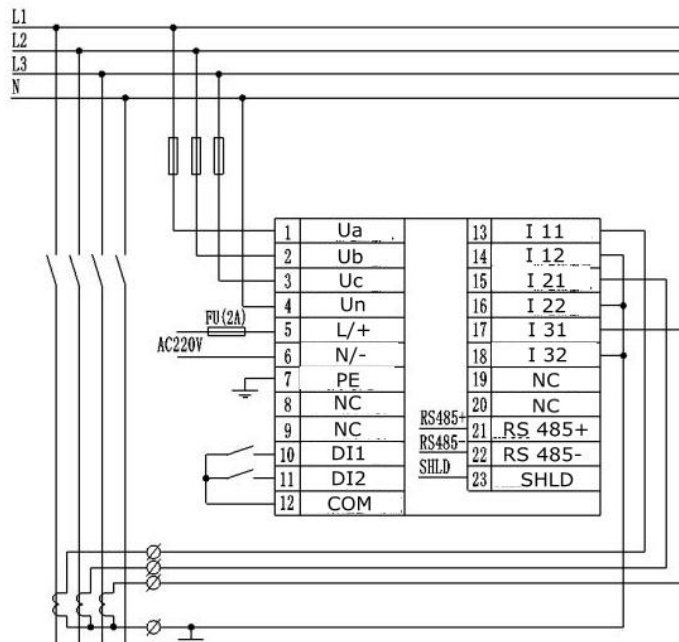 L1
L2
L3
N
1 Ua 13 I 11
2 Ub 14 I 12
3 Uc 15 I 21
4 Un 16 I 22
FU(2A) 5 L/+ 17 I 31
AC220V 6 N/- 18 I 32
7 PE 19 NC
8 NC 20 NC
9 NC RS485+ 21 RS 485+
10 DI1 RS485- 22 RS 485-
11 DI2 SHLD 23 SHLD
12 COM